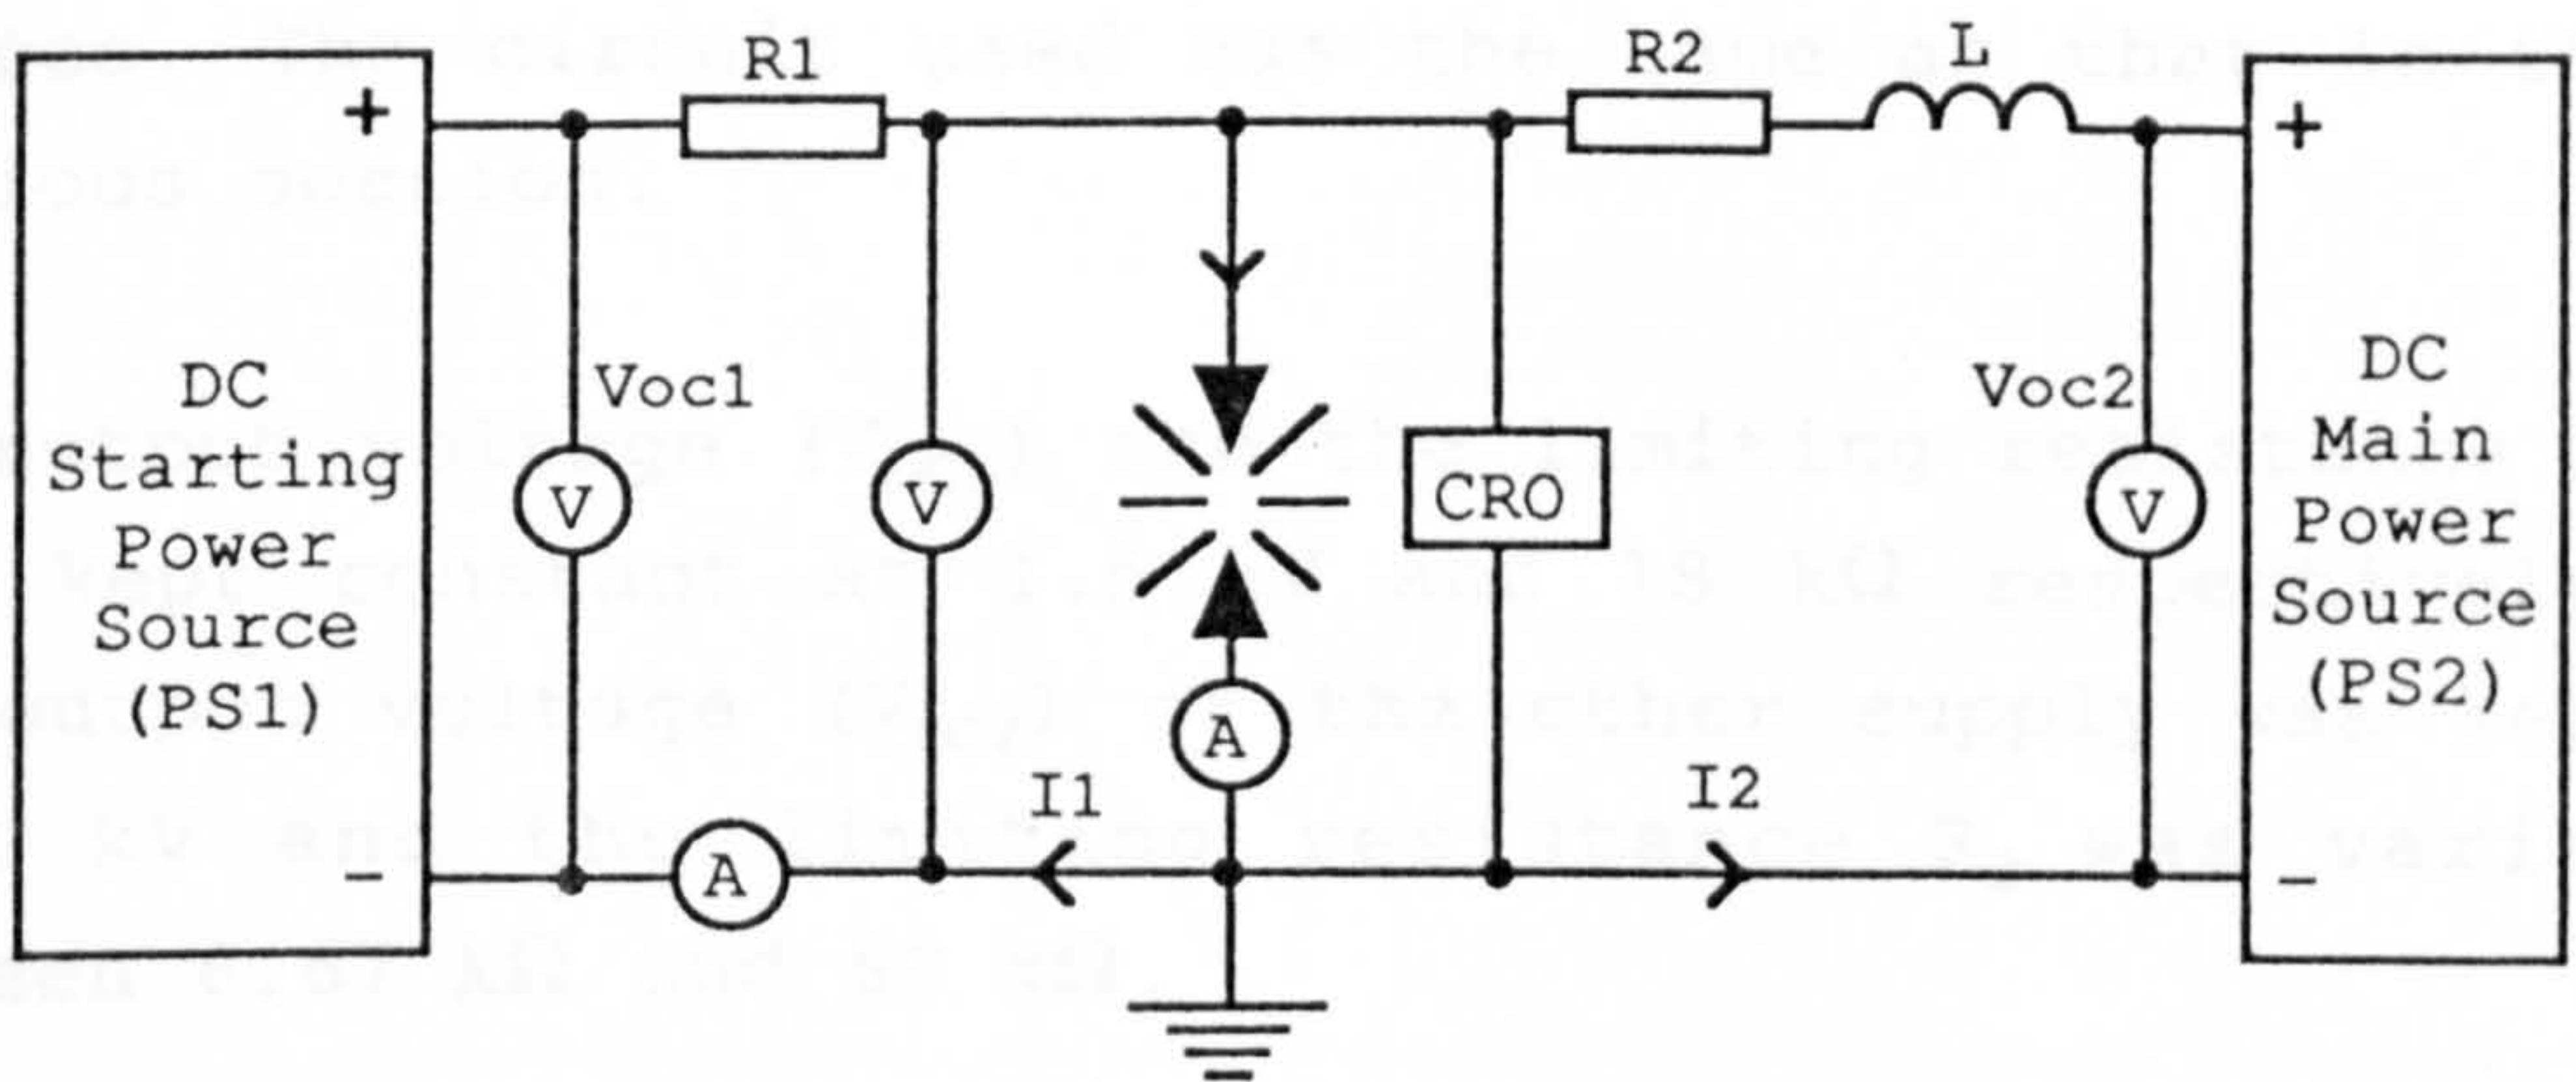 R1
R2
L
+
+
DC
Starting
Power
Source
(PS1)
Voc1
V
V
CRO
A
Voc2
V
DC
Main
Power
Source
(PS2)
I1
I2
−
A
−